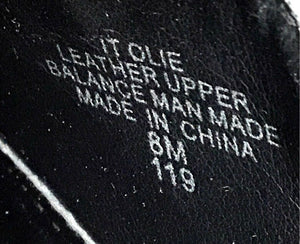 IT OLIE
LEATHER UPPER
BALANCE MAN MADE
MADE IN CHINA
8M
119